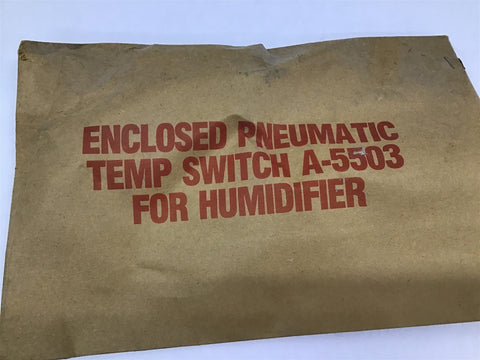 ENCLOSED PNEUMATIC
TEMP SWITCH A-5503
FOR HUMIDIFIER